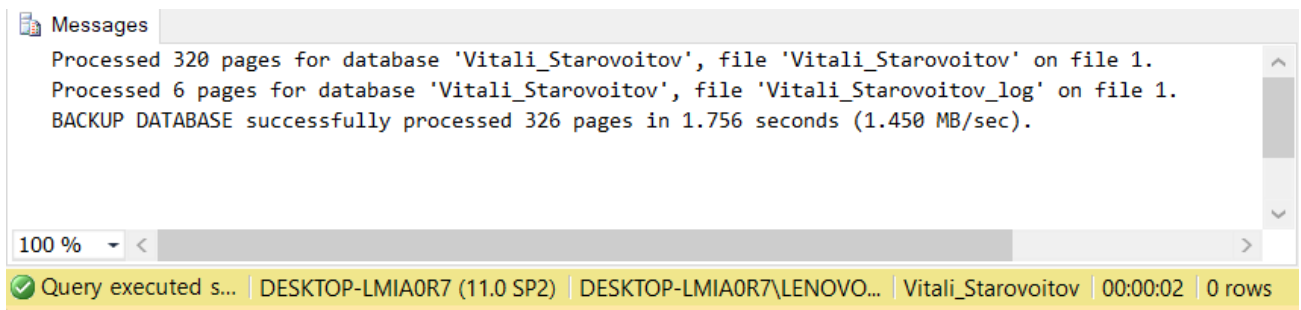 Messages
Processed 320 pages for database 'Vitali_Starovoitov', file 'Vitali_Starovoitov' on file 1.
Processed 6 pages for database 'Vitali_Starovoitov', file 'Vitali_Starovoitov_log' on file 1.
BACKUP DATABASE successfully processed 326 pages in 1.756 seconds (1.450 MB/sec).
100 %
Query executed s... DESKTOP-LMIA0R7 (11.0 SP2) DESKTOP-LMIA0R7\LENOVO... Vitali_Starovoitov 00:00:02 0 rows